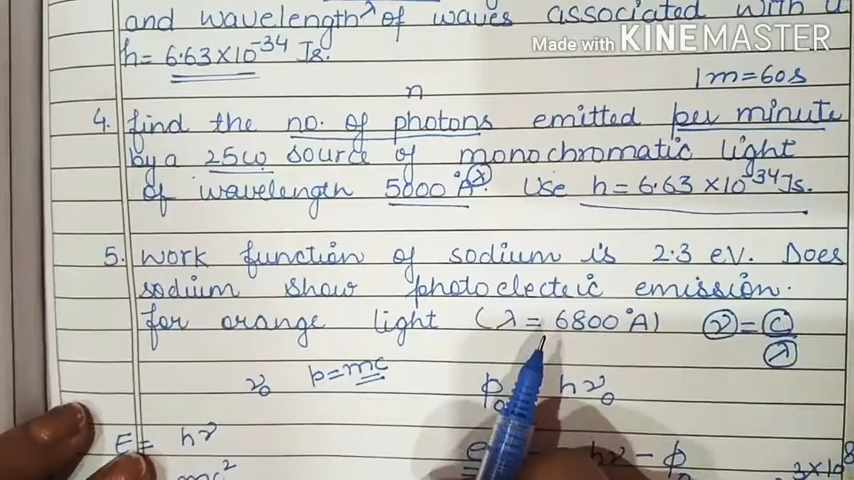 and wavelength λ of waves associated with a
Made with KINEMASTER
h= 6.63×10-34 Js.
1m=60s
n
4. find the no. of photons emitted per minute
by a 25W source of monochromatic light
of wavelength 5000 °A (λ). Use h= 6.63 ×10-34 Js.
5. Work function of sodium is 2.3 eV. Does
sodium show photoelectric emission.
for orange light (λ = 6800 °A) ν = c/λ
ν₀ p=mc ϕ₀ hν₀
E= hν hν - ϕ
mc² 3×10⁸